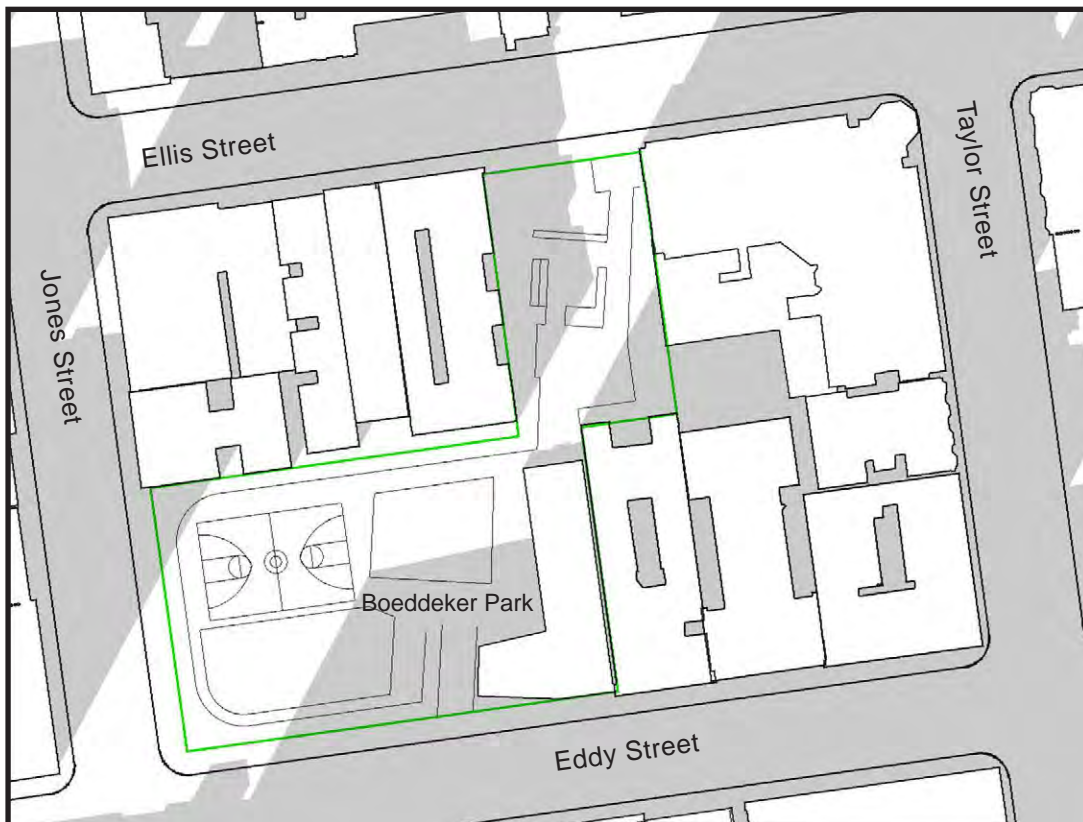 Ellis Street
Taylor Street
Jones Street
Boeddeker Park
Eddy Street